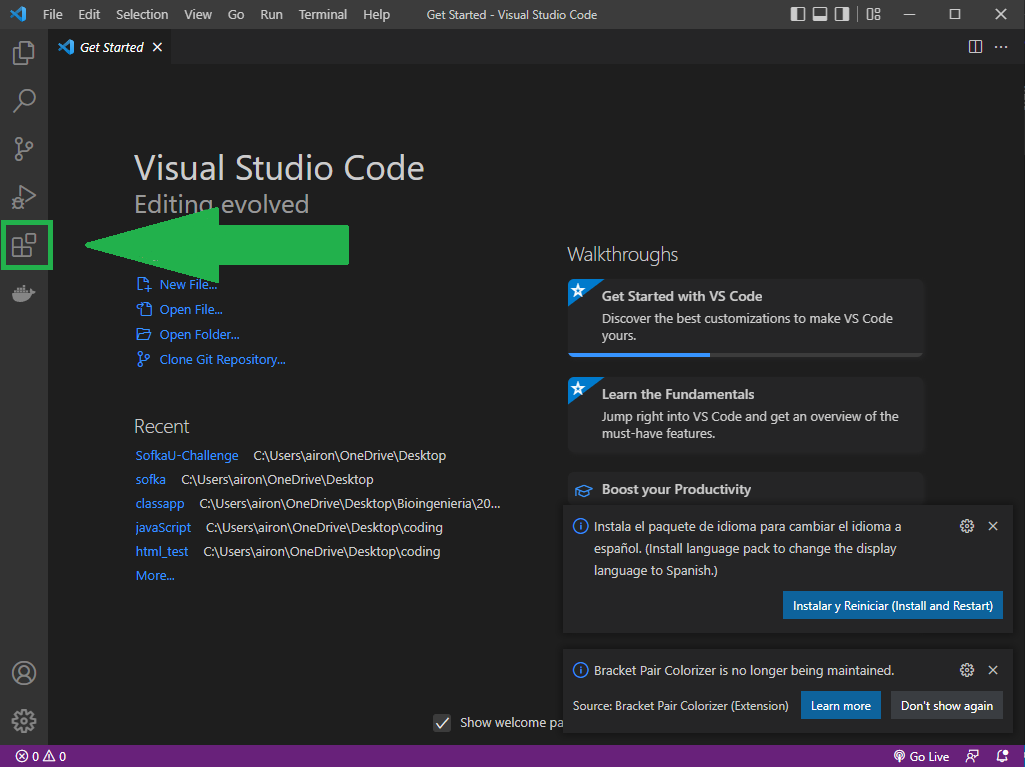 File Edit Selection View Go Run Terminal Help Get Started - Visual Studio Code
Get Started
Visual Studio Code
Editing evolved
New File...
Open File...
Open Folder...
Clone Git Repository...
Recent
SofkaU-Challenge C:\Users\airon\OneDrive\Desktop
sofka C:\Users\airon\OneDrive\Desktop
classapp C:\Users\airon\OneDrive\Desktop\Bioingenieria\20...
javaScript C:\Users\airon\OneDrive\Desktop\coding
html_test C:\Users\airon\OneDrive\Desktop\coding
More...
Walkthroughs
Get Started with VS Code
Discover the best customizations to make VS Code
yours.
Learn the Fundamentals
Jump right into VS Code and get an overview of the
must-have features.
Boost your Productivity
Instala el paquete de idioma para cambiar el idioma a
español. (Install language pack to change the display
language to Spanish.)
Instalar y Reiniciar (Install and Restart)
Bracket Pair Colorizer is no longer being maintained.
Source: Bracket Pair Colorizer (Extension) Learn more Don't show again
Show welcome pa
0 0 Go Live